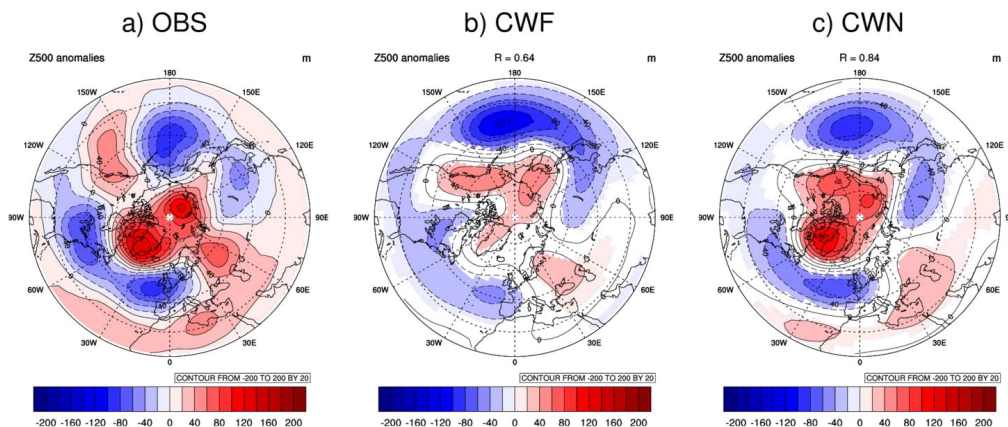 a) OBS
b) CWF
c) CWN
Z500 anomalies m
180
150W 150E
120W 120E
90W 90E
60W 60E
30W 30E
0
CONTOUR FROM -200 TO 200 BY 20
-200 -160 -120 -80 -40 0 40 80 120 160 200
Z500 anomalies R = 0.64 m
180
150W 150E
120W 120E
90W 90E
60W 60E
30W 30E
0
CONTOUR FROM -200 TO 200 BY 20
-200 -160 -120 -80 -40 0 40 80 120 160 200
Z500 anomalies R = 0.84 m
180
150W 150E
120W 120E
90W 90E
60W 60E
30W 30E
0
CONTOUR FROM -200 TO 200 BY 20
-200 -160 -120 -80 -40 0 40 80 120 160 200